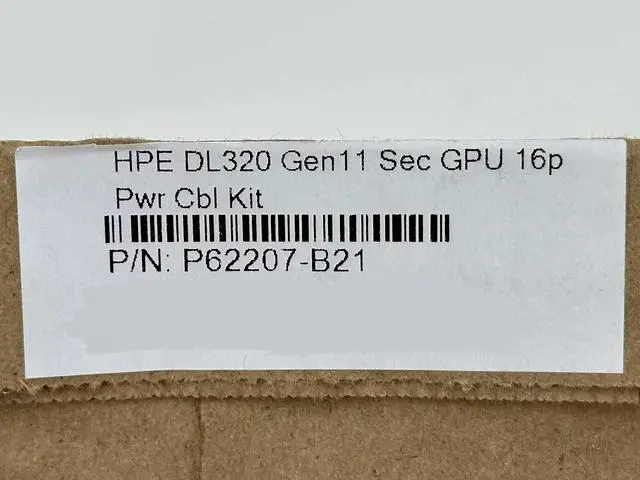 HPE DL320 Gen11 Sec GPU 16p
Pwr Cbl Kit
P/N: P62207-B21